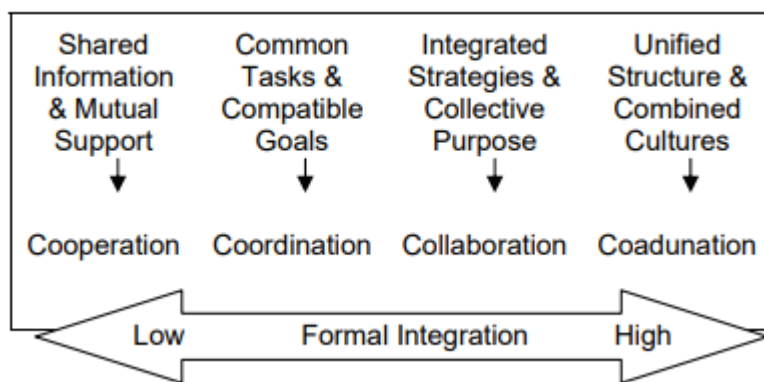 Shared
Information
& Mutual
Support
Common
Tasks &
Compatible
Goals
Integrated
Strategies &
Collective
Purpose
Unified
Structure &
Combined
Cultures
Cooperation
Coordination
Collaboration
Coadunation
Low
Formal Integration
High